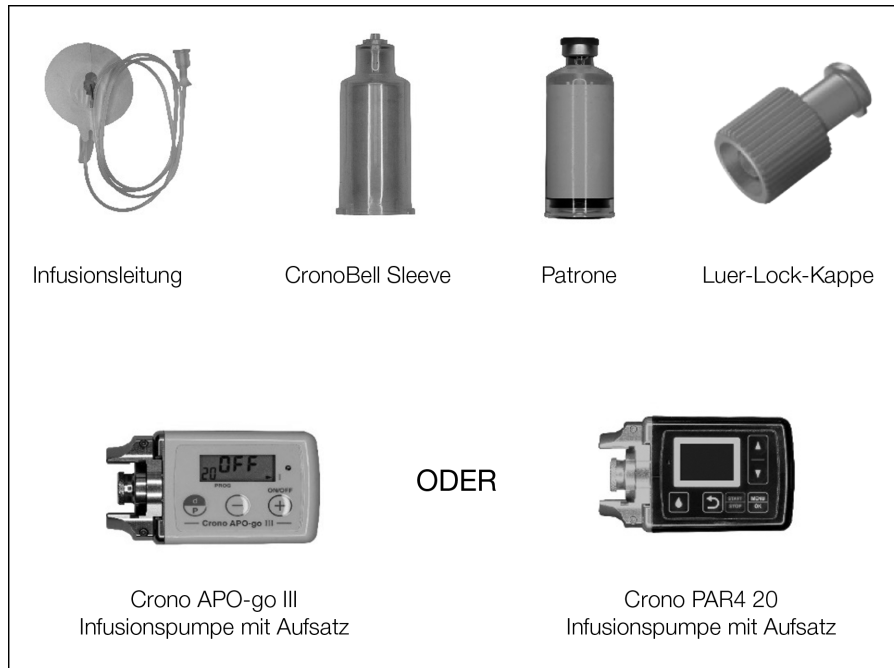 Infusionsleitung
CronoBell Sleeve
Patrone
Luer-Lock-Kappe
20 OFF
PROG
ON/OFF
P
Crono APO-go III
ODER
START
STOP
MENU
OK
Crono APO-go III
Infusionspumpe mit Aufsatz
Crono PAR4 20
Infusionspumpe mit Aufsatz